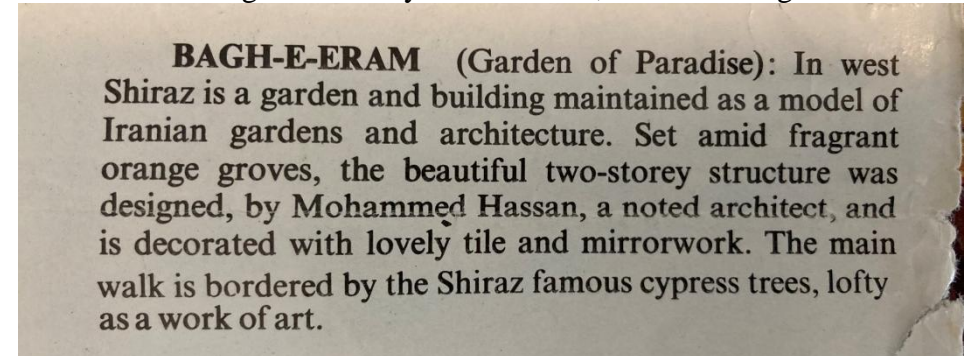 BAGH-E-ERAM (Garden of Paradise): In west
Shiraz is a garden and building maintained as a model of
Iranian gardens and architecture. Set amid fragrant
orange groves, the beautiful two-storey structure was
designed, by Mohammed Hassan, a noted architect, and
is decorated with lovely tile and mirrorwork. The main
walk is bordered by the Shiraz famous cypress trees, lofty
as a work of art.